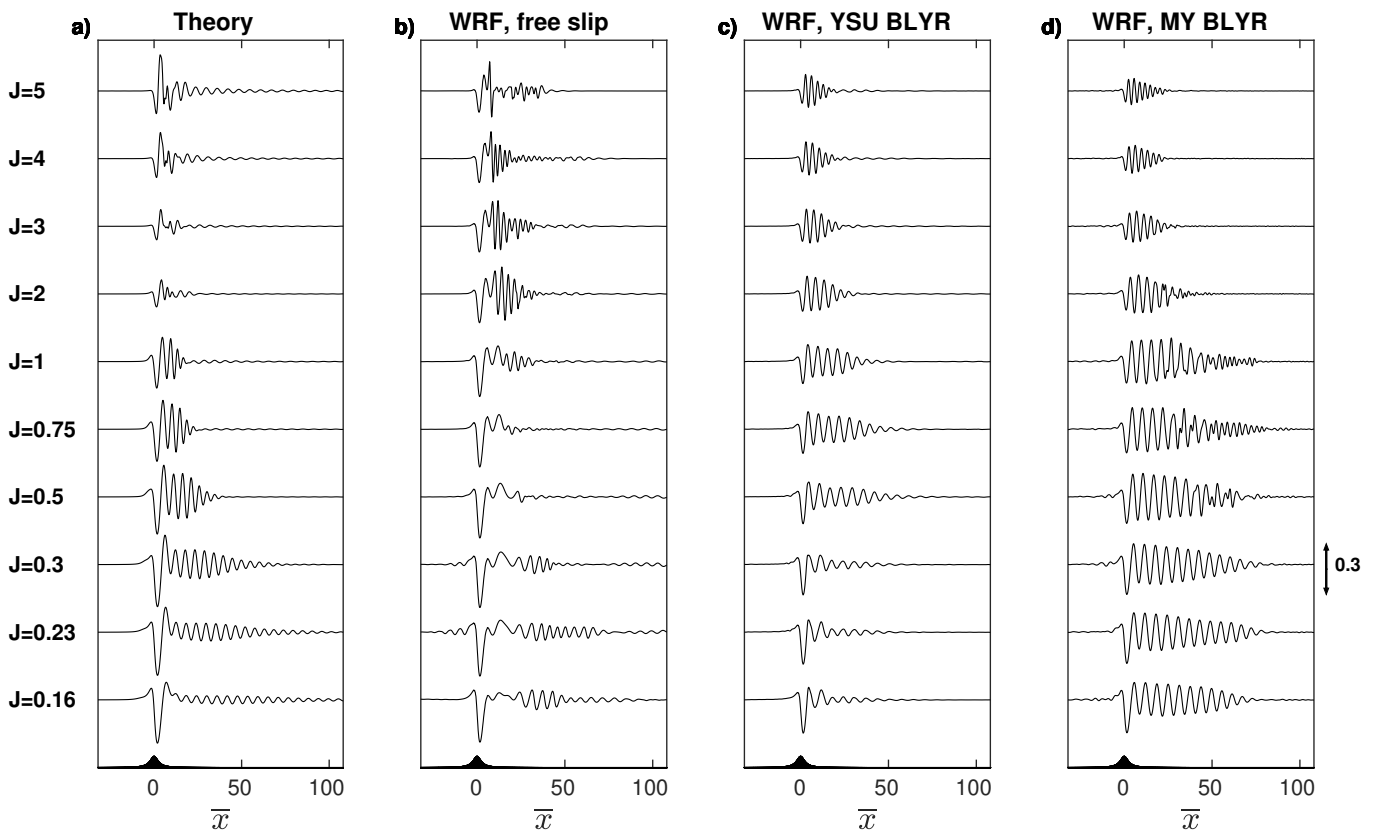 a) Theory
b) WRF, free slip
c) WRF, YSU BLYR
d) WRF, MY BLYR
J=5
J=4
J=3
J=2
J=1
J=0.75
J=0.5
J=0.3
0.3
J=0.23
J=0.16
0 50 100
0 50 100
0 50 100
0 50 100
x̅
x̅
x̅
x̅